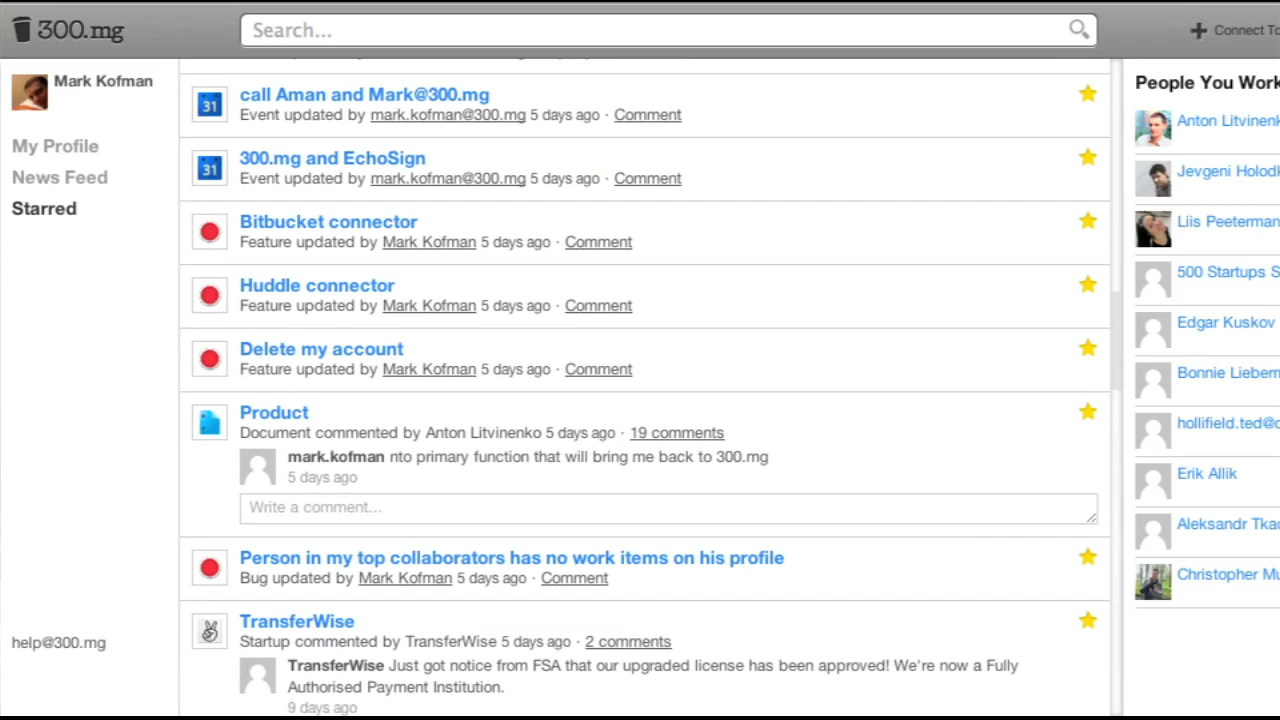 300.mg
Search...
Connect To
Mark Kofman
My Profile
News Feed
Starred
help@300.mg
31
call Aman and Mark@300.mg
Event updated by mark.kofman@300.mg 5 days ago · Comment
31
300.mg and EchoSign
Event updated by mark.kofman@300.mg 5 days ago · Comment
Bitbucket connector
Feature updated by Mark Kofman 5 days ago · Comment
Huddle connector
Feature updated by Mark Kofman 5 days ago · Comment
Delete my account
Feature updated by Mark Kofman 5 days ago · Comment
Product
Document commented by Anton Litvinenko 5 days ago · 19 comments
mark.kofman nto primary function that will bring me back to 300.mg
5 days ago
Write a comment...
Person in my top collaborators has no work items on his profile
Bug updated by Mark Kofman 5 days ago · Comment
TransferWise
Startup commented by TransferWise 5 days ago · 2 comments
TransferWise Just got notice from FSA that our upgraded license has been approved! We're now a Fully
Authorised Payment Institution.
9 days ago
People You Work
Anton Litvinenk
Jevgeni Holodk
Liis Peeterman
500 Startups S
Edgar Kuskov
Bonnie Lieberm
hollifield.ted@
Erik Allik
Aleksandr Tka
Christopher Mu